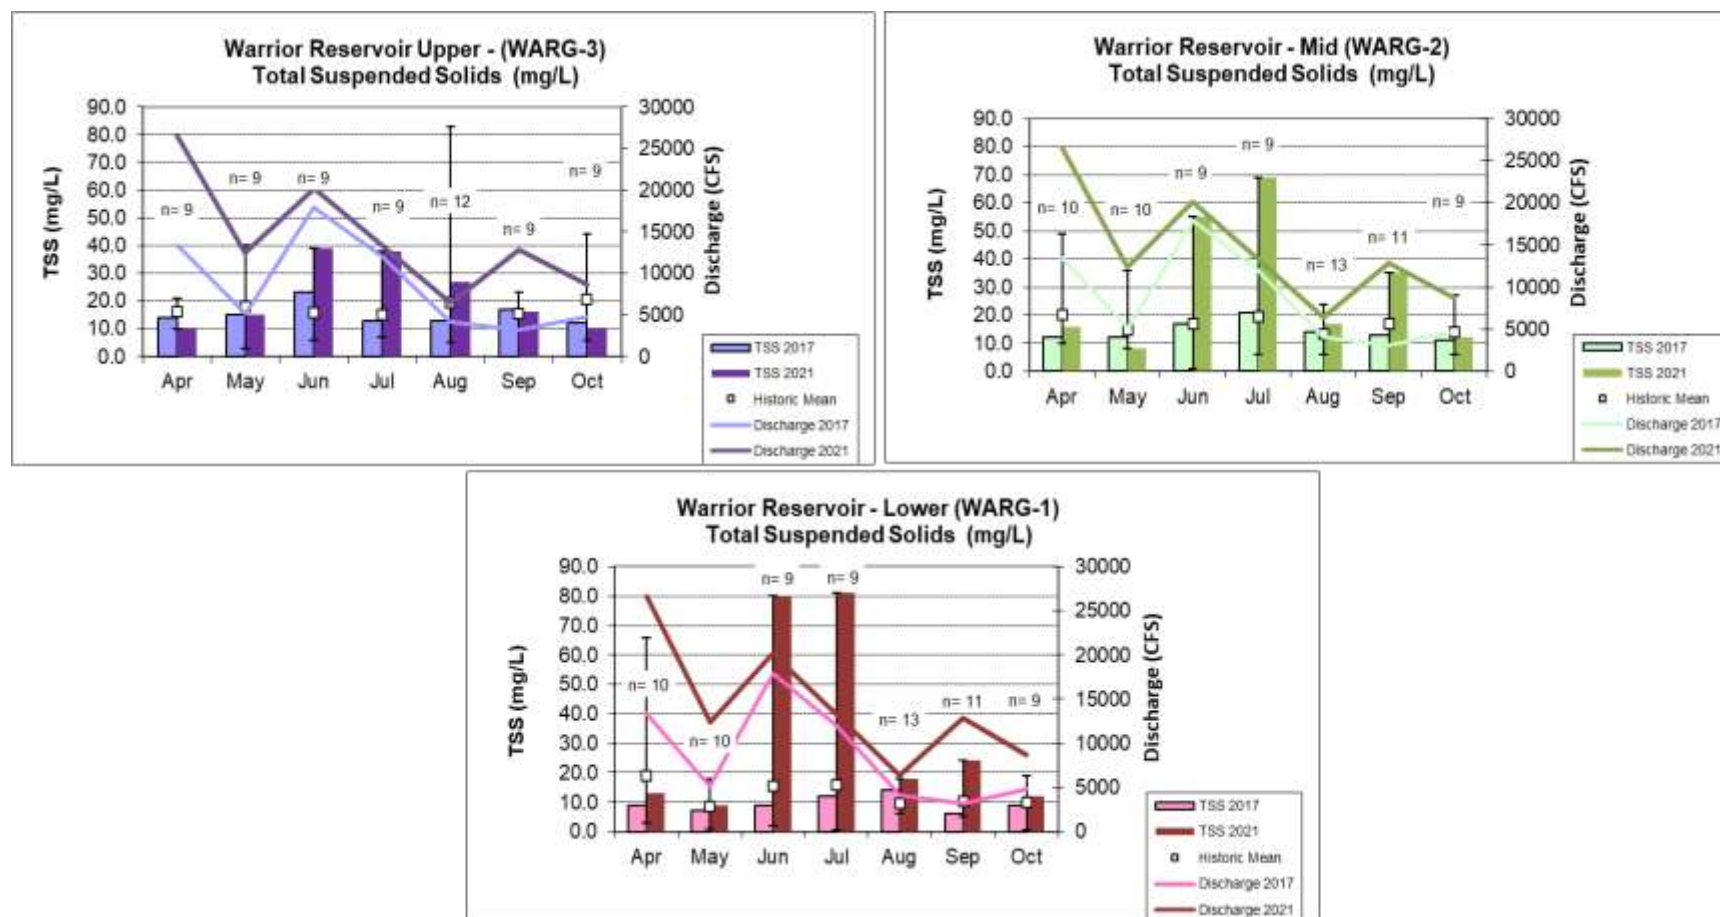 Warrior Reservoir Upper - (WARG-3)
Total Suspended Solids (mg/L)
90.0
80.0
70.0
60.0
50.0
40.0
30.0
20.0
10.0
0.0
TSS (mg/L)
n= 9
n= 9
n= 9
n= 9
n= 12
n= 9
n= 9
30000
25000
20000
15000
10000
5000
0
Discharge (CFS)
Apr May Jun Jul Aug Sep Oct
TSS 2017
TSS 2021
Historic Mean
Discharge 2017
Discharge 2021
Warrior Reservoir - Mid (WARG-2)
Total Suspended Solids (mg/L)
90.0
80.0
70.0
60.0
50.0
40.0
30.0
20.0
10.0
0.0
TSS (mg/L)
n= 10
n= 10
n= 9
n= 9
n= 13
n= 11
n= 9
30000
25000
20000
15000
10000
5000
0
Discharge (CFS)
Apr May Jun Jul Aug Sep Oct
TSS 2017
TSS 2021
Historic Mean
Discharge 2017
Discharge 2021
Warrior Reservoir - Lower (WARG-1)
Total Suspended Solids (mg/L)
90.0
80.0
70.0
60.0
50.0
40.0
30.0
20.0
10.0
0.0
TSS (mg/L)
n= 10
n= 10
n= 9
n= 9
n= 13
n= 11
n= 9
30000
25000
20000
15000
10000
5000
0
Discharge (CFS)
Apr May Jun Jul Aug Sep Oct
TSS 2017
TSS 2021
Historic Mean
Discharge 2017
Discharge 2021